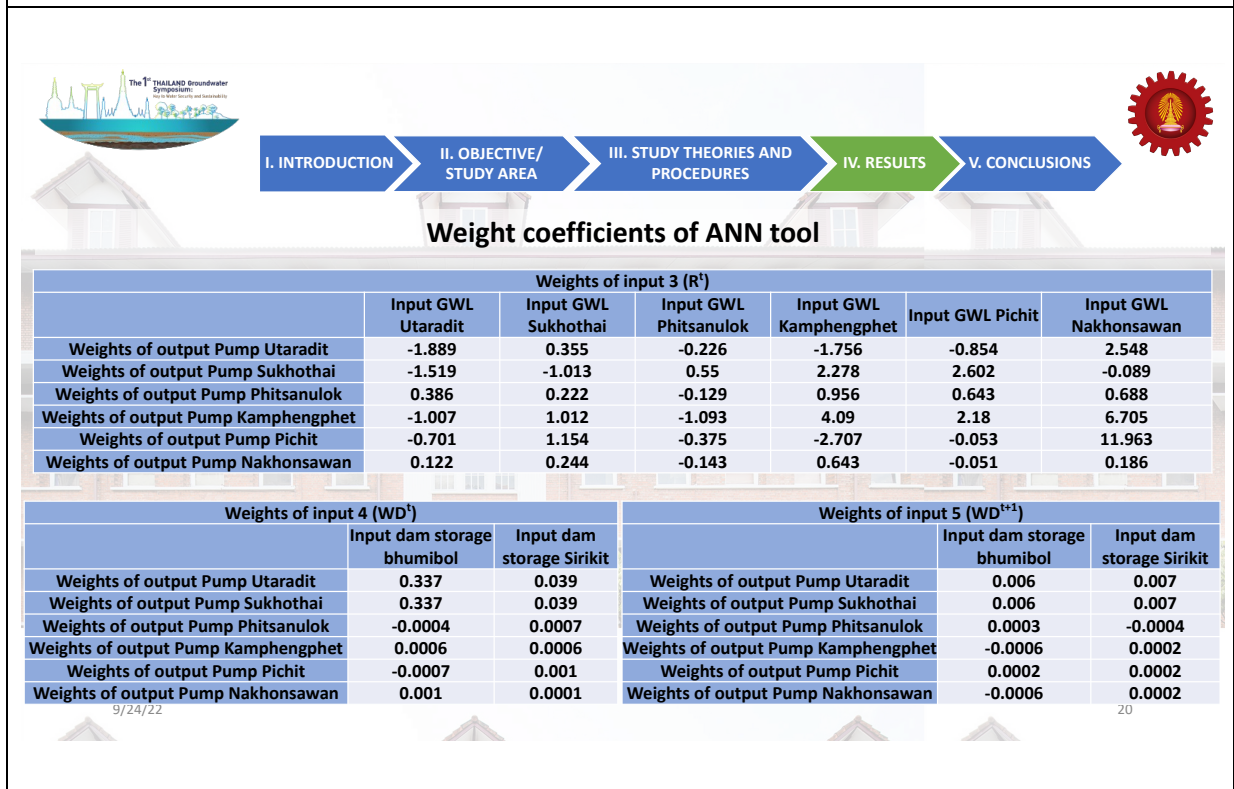 The 1st THAILAND Groundwater
Symposium:
Key to Water Security and Sustainability
I. INTRODUCTION
II. OBJECTIVE/
STUDY AREA
III. STUDY THEORIES AND
PROCEDURES
IV. RESULTS
V. CONCLUSIONS
Weight coefficients of ANN tool
Weights of input 3 (Rᵗ)
Input GWL Utaradit Input GWL Sukhothai Input GWL Phitsanulok Input GWL Kamphengphet Input GWL Pichit Input GWL Nakhonsawan
Weights of output Pump Utaradit -1.889 0.355 -0.226 -1.756 -0.854 2.548
Weights of output Pump Sukhothai -1.519 -1.013 0.55 2.278 2.602 -0.089
Weights of output Pump Phitsanulok 0.386 0.222 -0.129 0.956 0.643 0.688
Weights of output Pump Kamphengphet -1.007 1.012 -1.093 4.09 2.18 6.705
Weights of output Pump Pichit -0.701 1.154 -0.375 -2.707 -0.053 11.963
Weights of output Pump Nakhonsawan 0.122 0.244 -0.143 0.643 -0.051 0.186
Weights of input 4 (WDᵗ)
Input dam storage bhumibol Input dam storage Sirikit
Weights of output Pump Utaradit 0.337 0.039
Weights of output Pump Sukhothai 0.337 0.039
Weights of output Pump Phitsanulok -0.0004 0.0007
Weights of output Pump Kamphengphet 0.0006 0.0006
Weights of output Pump Pichit -0.0007 0.001
Weights of output Pump Nakhonsawan 0.001 0.0001
Weights of input 5 (WDᵗ⁺¹)
Input dam storage bhumibol Input dam storage Sirikit
Weights of output Pump Utaradit 0.006 0.007
Weights of output Pump Sukhothai 0.006 0.007
Weights of output Pump Phitsanulok 0.0003 -0.0004
Weights of output Pump Kamphengphet -0.0006 0.0002
Weights of output Pump Pichit 0.0002 0.0002
Weights of output Pump Nakhonsawan -0.0006 0.0002
9/24/22
20